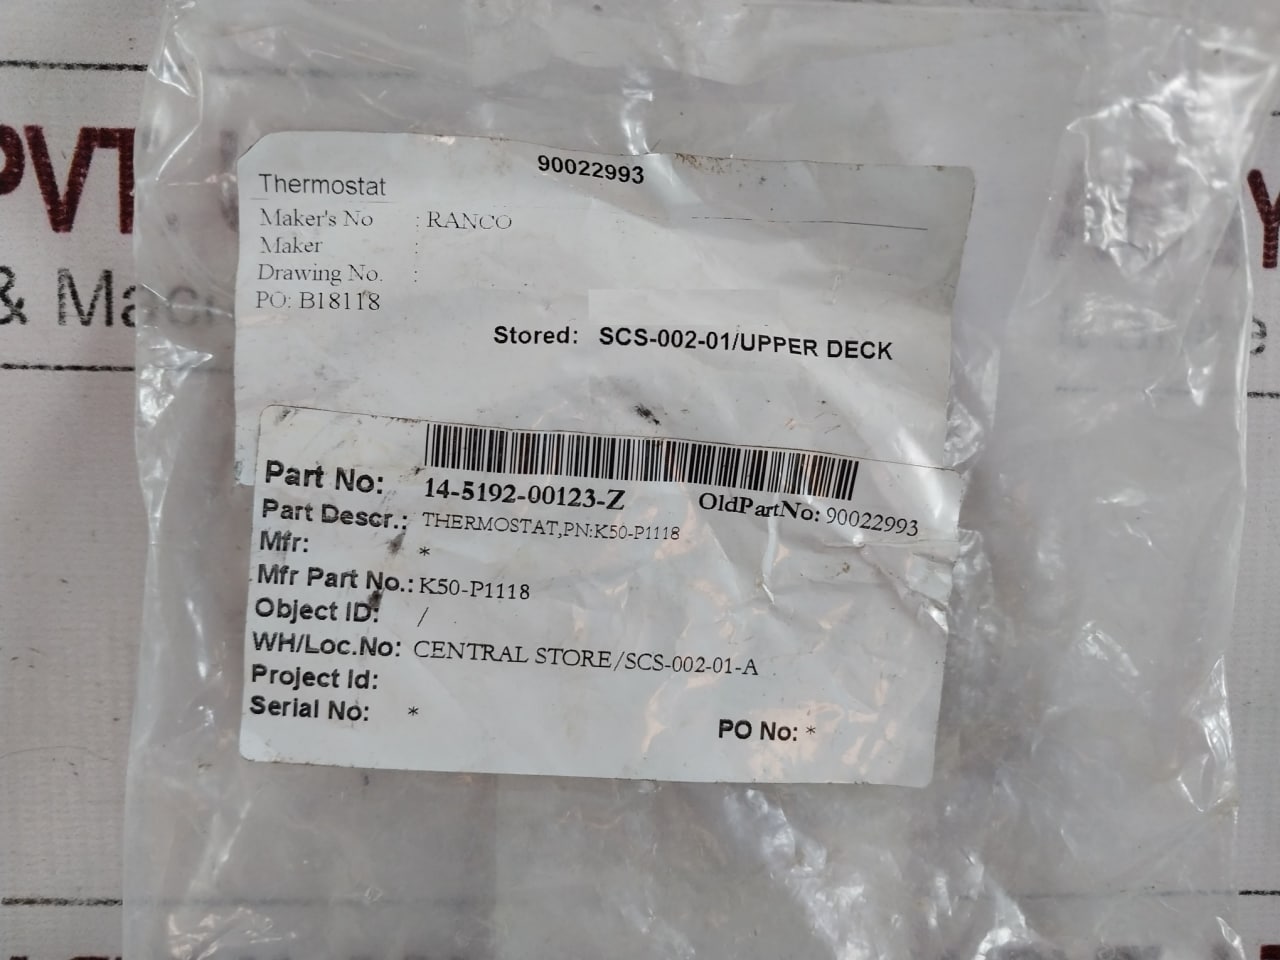 90022993
Thermostat
Maker's No : RANCO
Maker :
Drawing No. :
PO: B18118
Stored: SCS-002-01/UPPER DECK
Part No: 14-5192-00123-Z OldPartNo: 90022993
Part Descr.: THERMOSTAT,PN:K50-P1118
Mfr: *
Mfr Part No.: K50-P1118
Object ID: /
WH/Loc.No: CENTRAL STORE/SCS-002-01-A
Project Id:
Serial No: *
PO No: *
PVT
&